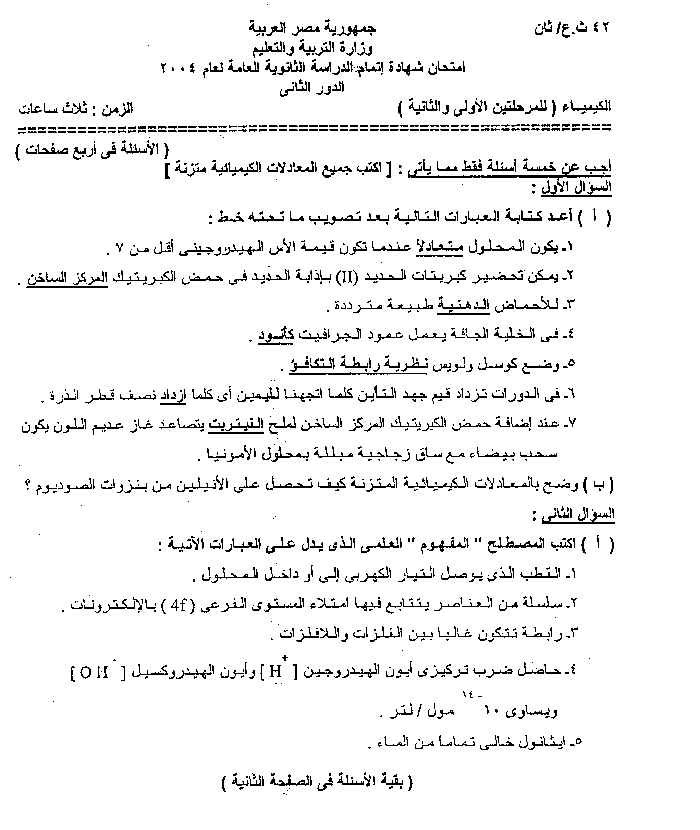 ٤٢ ث.ع/ ثان
جمهورية مصر العربية
وزارة التربية والتعليم
امتحان شهادة إتمام الدراسة الثانوية العامة لعام ٢٠٠٤
الدور الثانى
الكيمياء ( للمرحلتين الأولى والثانية ) الزمن : ثلاث ساعات
( الأسئلة فى أربع صفحات )
أجب عن خمسة أسئلة فقط مما يأتى : [ اكتب جميع المعادلات الكيميائية متزنة ]
السؤال الأول :
( أ ) أعد كتابة العبارات التالية بعد تصويب ما تحته خط :
١- يكون المحلول متعادلاً عندما تكون قيمة الأس الهيدروجينى أقل من ٧ .
٢- يمكن تحضير كبريتات الحديد (II) بإذابة الحديد فى حمض الكبريتيك المركز الساخن .
٣- للأحماض الدهنية طبيعة مترددة .
٤- فى الخلية الجافة يعمل عمود الجرافيت كأنود .
٥- وضع كوسل ولويس نظرية رابطة التكافؤ .
٦- فى الدورات تزداد قيم جهد التأين كلما اتجهنا لليمين أى كلما ازداد نصف قطر الذرة .
٧- عند إضافة حمض الكبريتيك المركز الساخن لملح النيتريت يتصاعد غاز عديم اللون يكون
سحب بيضاء مع ساق زجاجية مبللة بمحلول الأمونيا .
( ب ) وضح بالمعادلات الكيميائية المتزنة كيف تحصل على الأنيلين من بنزوات الصوديوم ؟
السؤال الثانى :
( أ ) اكتب المصطلح " المفهوم " العلمى الذى يدل على العبارات الآتية :
١- القطب الذي يوصل التيار الكهربى إلى أو داخل المحلول .
٢- سلسلة من العناصر يتتابع فيها امتلاء المستوى الفرعى (4f ) بالإلكترونات .
٣- رابطة تتكون غالبا بين الفلزات واللافلزات .
٤- حاصل ضرب تركيزى أيون الهيدروجين [ H⁺ ] وأيون الهيدروكسيل [ OH⁻ ]
ويساوى ١٠⁻¹⁴ مول / لتر .
٥- ايثانول خالى تماما من الماء .
( بقية الأسئلة فى الصفحة الثانية )